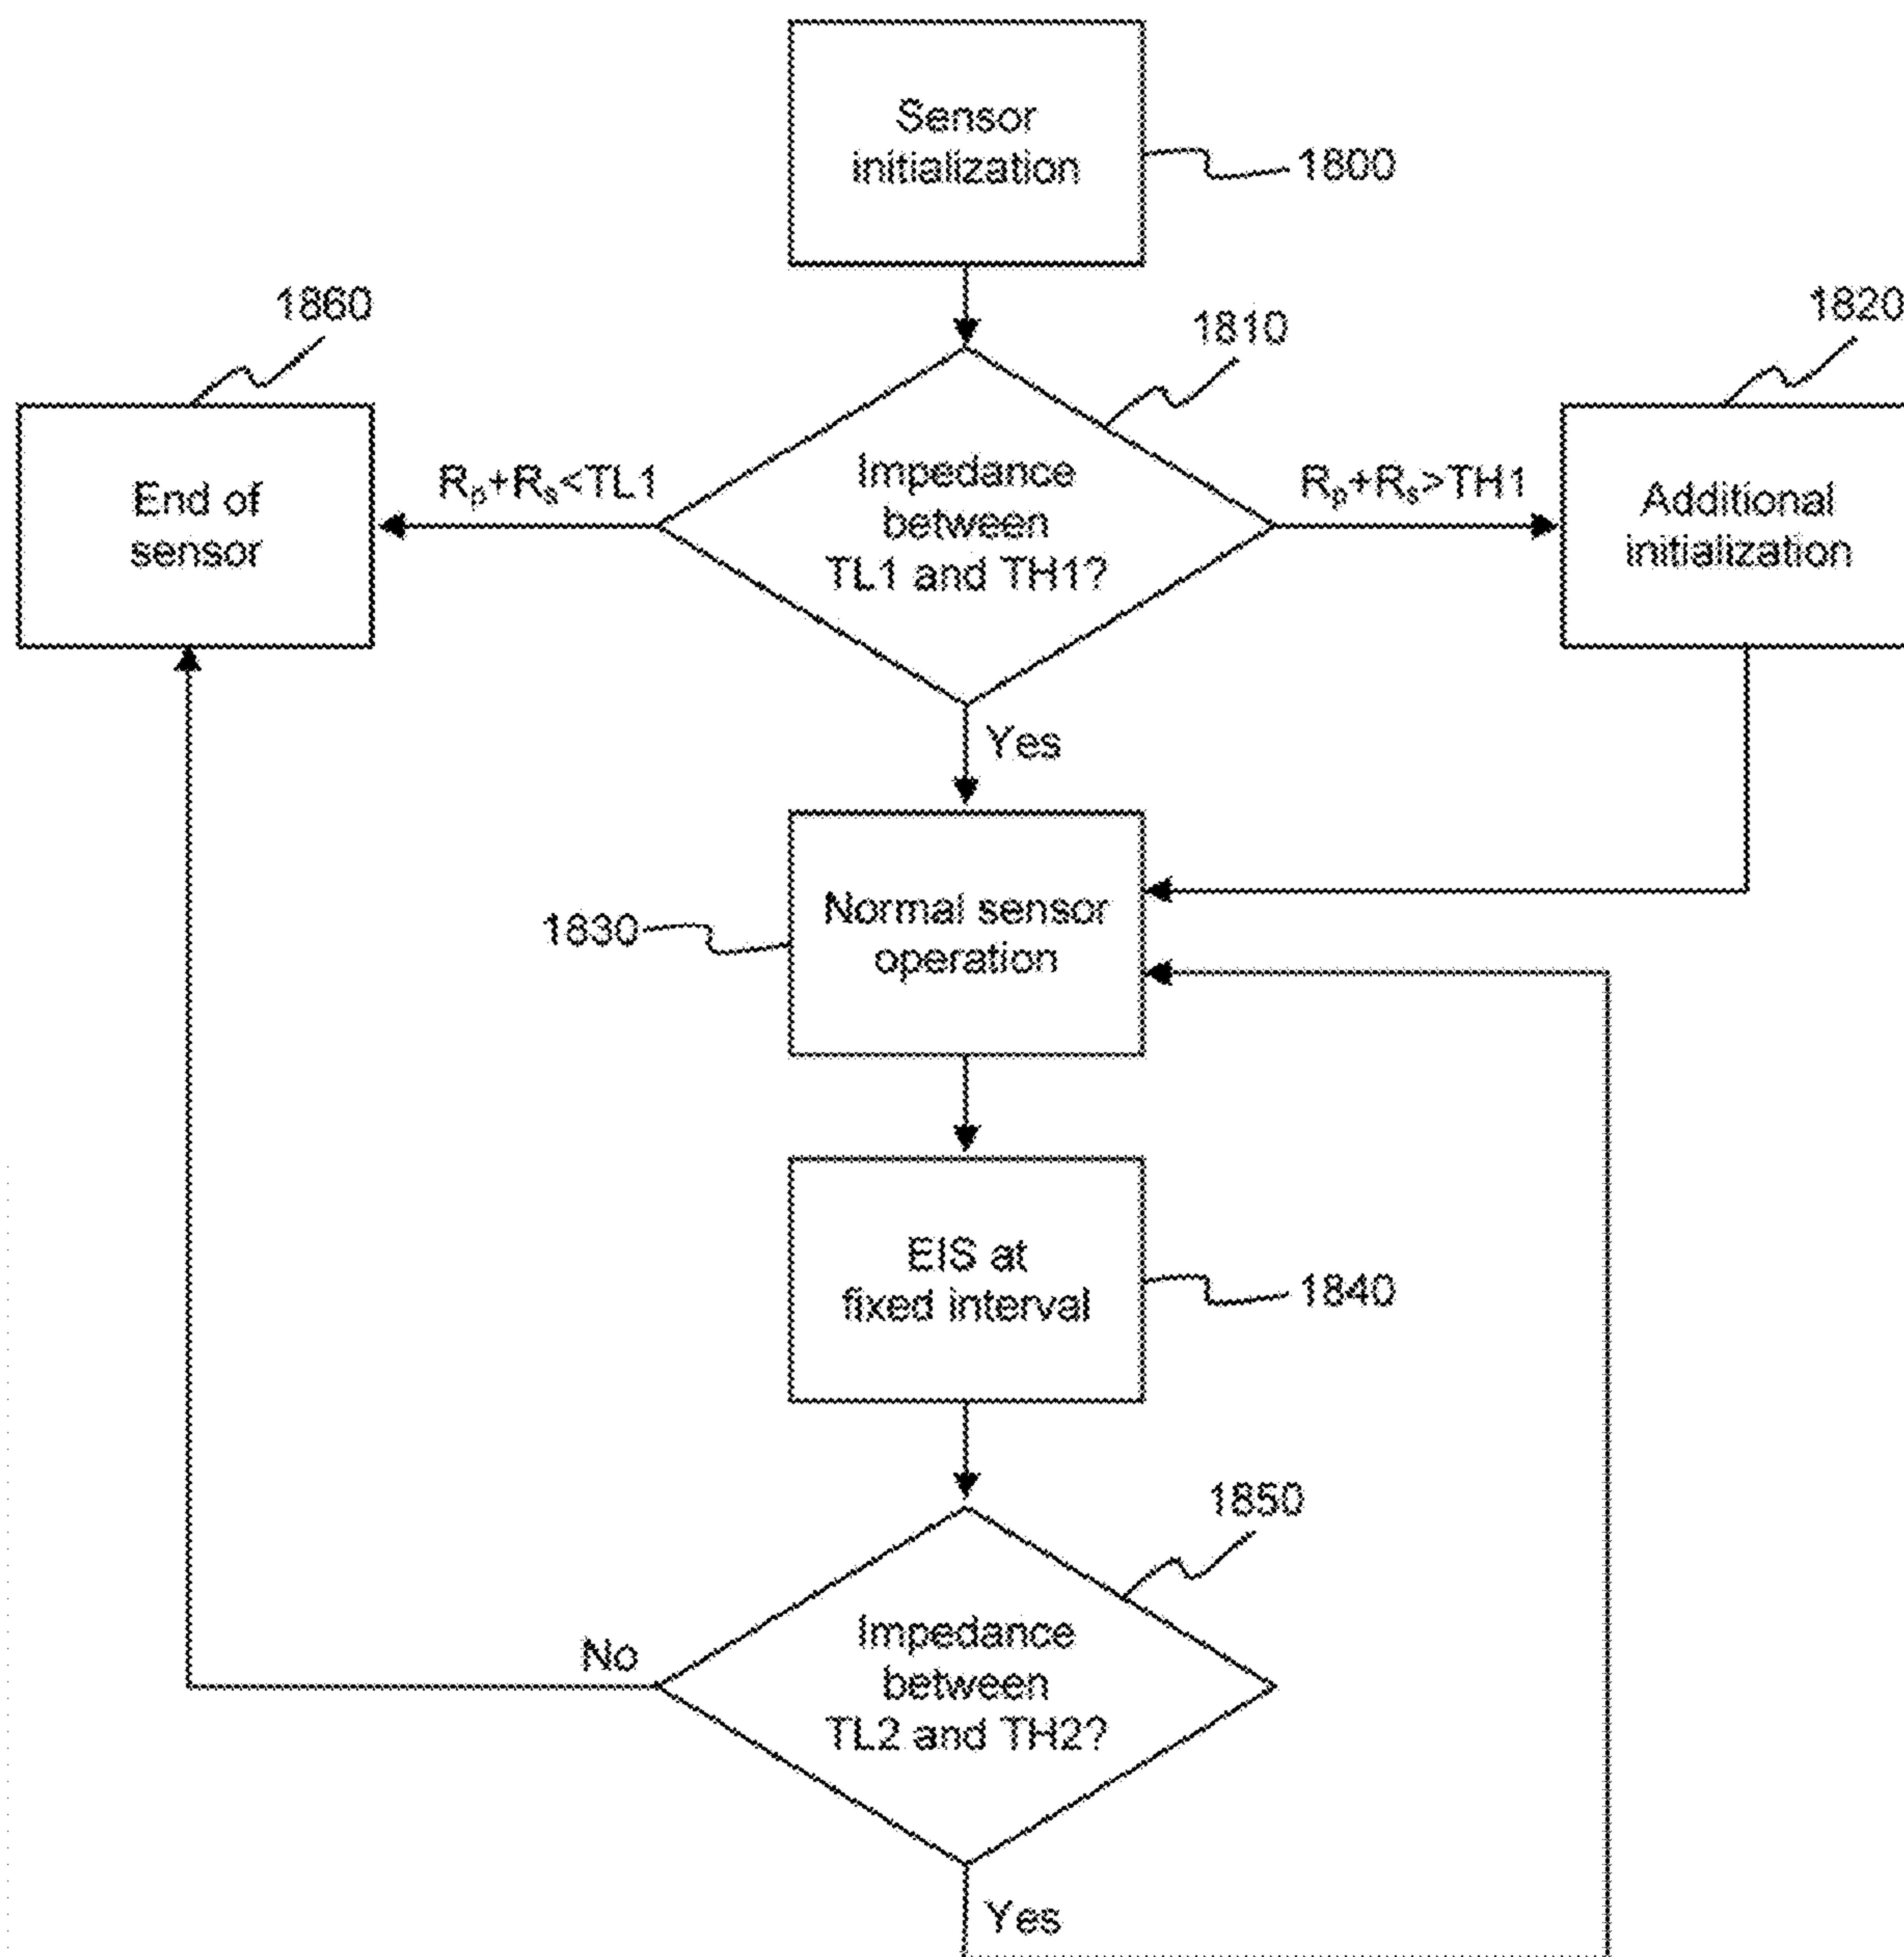 Sensor
initialization
1800
1860
1810
1820
End of
sensor
Rₚ+Rₛ<TL1
Impedance
between
TL1 and TH1?
Rₚ+Rₛ>TH1
Additional
initialization
Yes
1830
Normal sensor
operation
EIS at
fixed interval
1840
1850
No
Impedance
between
TL2 and TH2?
Yes